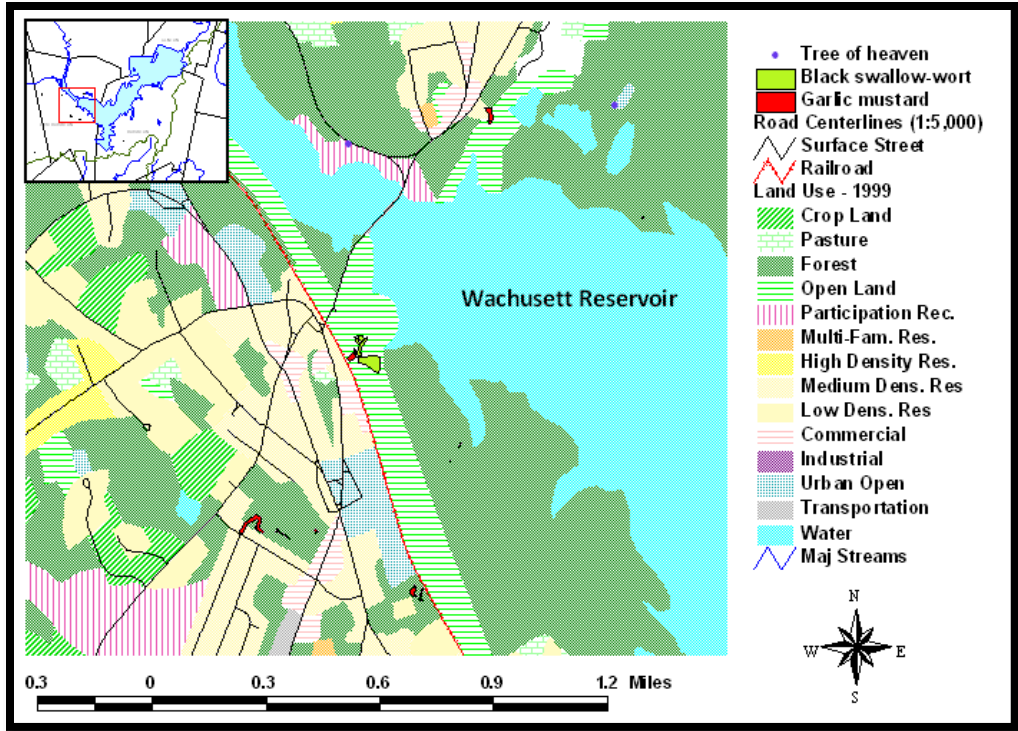 Tree of heaven
Black swallow-wort
Garlic mustard
Road Centerlines (1:5,000)
Surface Street
Railroad
Land Use - 1999
Crop Land
Pasture
Forest
Open Land
Participation Rec.
Multi-Fam. Res.
High Density Res.
Medium Dens. Res
Low Dens. Res
Commercial
Industrial
Urban Open
Transportation
Water
Maj Streams
Wachusett Reservoir
N
W E
S
0.3 0 0.3 0.6 0.9 1.2 Miles